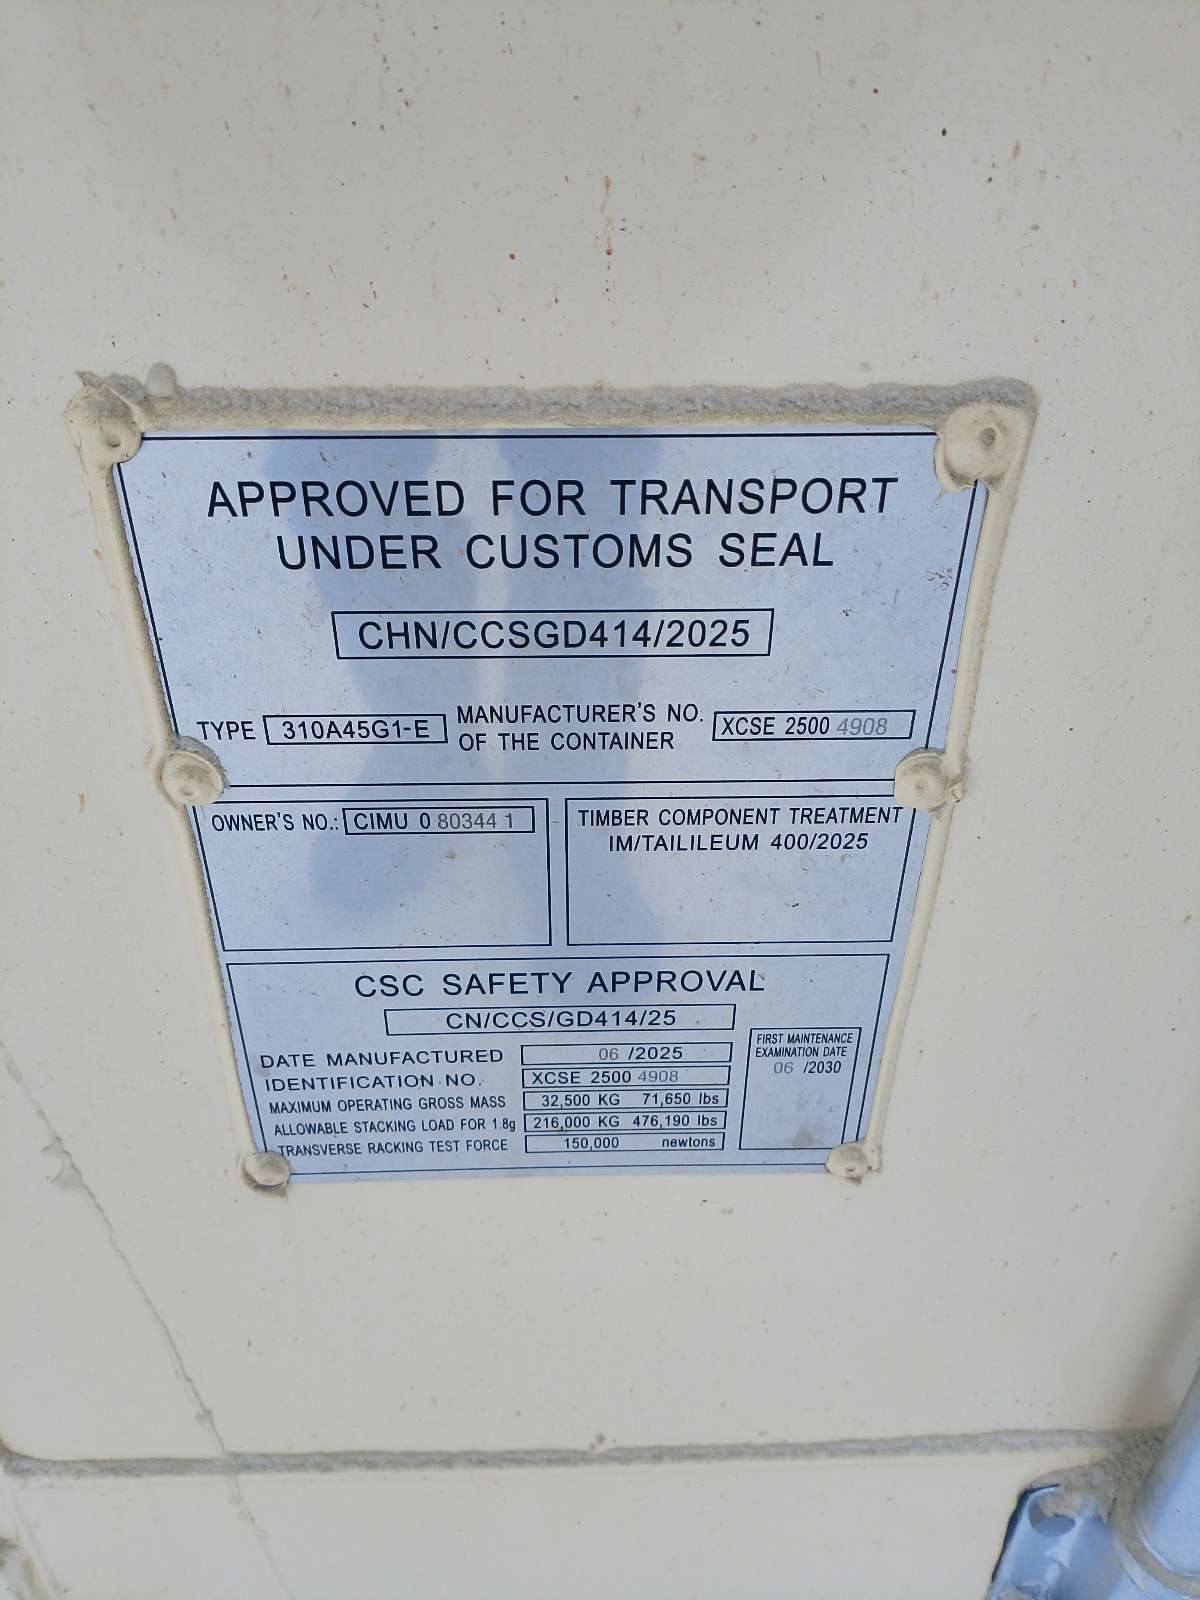 APPROVED FOR TRANSPORT
UNDER CUSTOMS SEAL
CHN/CCSGD414/2025
TYPE 310A45G1-E MANUFACTURER'S NO. OF THE CONTAINER XCSE 2500 4908
OWNER'S NO.: CIMU 0 80344 1
TIMBER COMPONENT TREATMENT
IM/TAILILEUM 400/2025
CSC SAFETY APPROVAL
CN/CCS/GD414/25
DATE MANUFACTURED 06 /2025
IDENTIFICATION NO. XCSE 2500 4908
MAXIMUM OPERATING GROSS MASS 32,500 KG 71,650 lbs
ALLOWABLE STACKING LOAD FOR 1.8g 216,000 KG 476,190 lbs
TRANSVERSE RACKING TEST FORCE 150,000 newtons
FIRST MAINTENANCE
EXAMINATION DATE
06 /2030